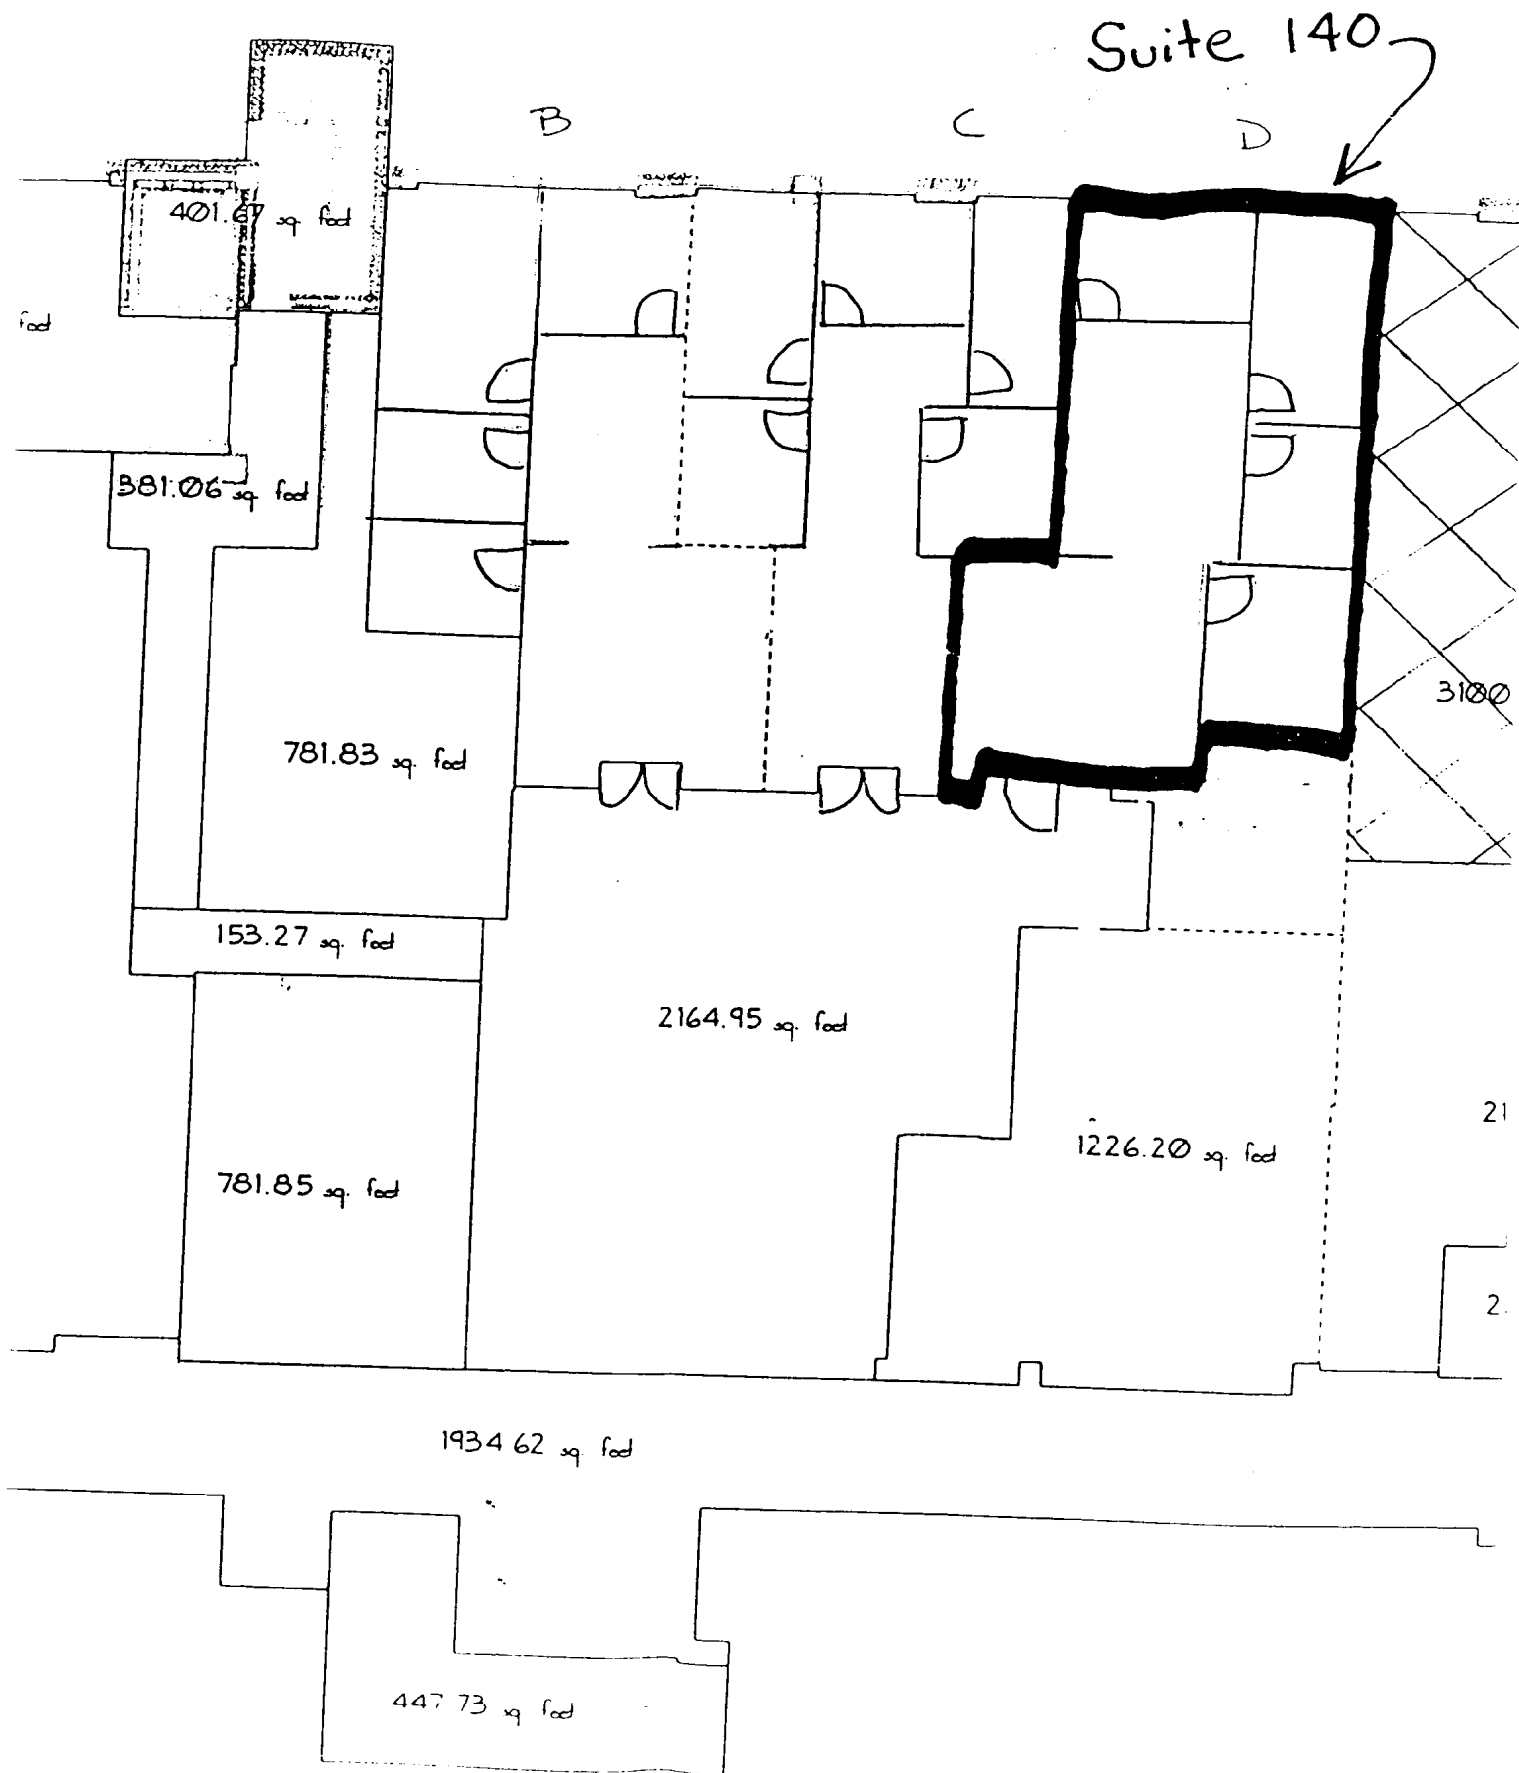 Suite 140
B
C
D
401.67 sq. foot
foot
381.06 sq. foot
3100
781.83 sq. foot
153.27 sq. foot
2164.95 sq. foot
21
1226.20 sq. foot
781.85 sq. foot
2.
1934.62 sq. foot
447.73 sq. foot